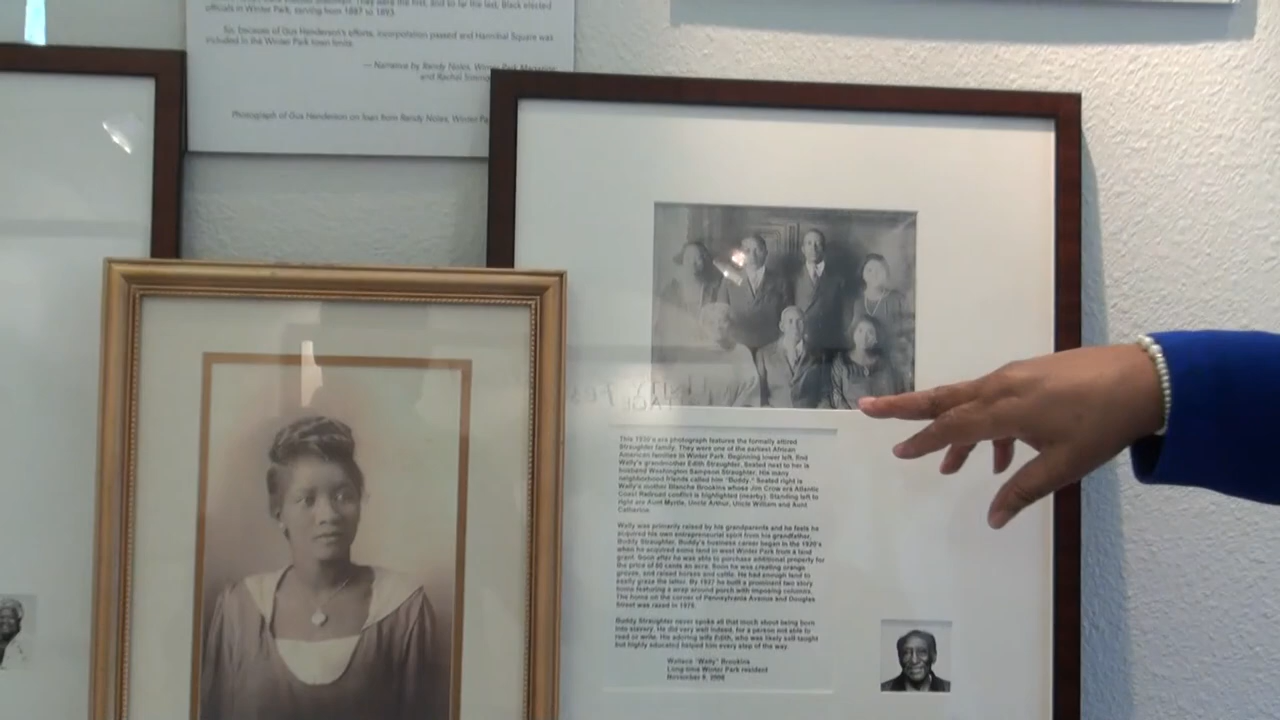 officials in Winter Park, serving from 1887 to 1893.
So, because of Gus Henderson's efforts, incorporation passed and Hannibal Square was
included in the Winter Park town limits.
— Narrative by Randy Noles, Winter Park Magazine
and Rachel
Photograph of Gus Henderson on loan from Randy Noles, Winter
This 1920's era photograph features the formally attired
Straughter family. They were one of the earliest African
American families in Winter Park. Beginning lower left, find
Wally's grandmother Edith Straughter. Seated next to her is
husband Washington Sampson Straughter. His many
neighborhood friends called him "Buddy." Seated right is
Wally's mother Blanche Brookins whose Jim Crow era Atlantic
Coast Railroad conflict is highlighted (nearby). Standing left to
right are Aunt Myrtle, Uncle Arthur, Uncle William and Aunt
Catherine.
Wally was primarily raised by his grandparents and he feels he
acquired his own entrepreneurial spirit from his grandfather,
Buddy Straughter. Buddy's business career began in the 1920's
when he acquired some land in west Winter Park from a land
grant. Soon after he was able to purchase additional property for
the price of 85 cents an acre. Soon he was creating orange
groves, and raised horses and cattle. He had enough land to
easily graze the latter. By 1927 he built a prominent two story
home featuring a wrap around porch with imposing columns.
The home on the corner of Pennsylvania Avenue and Douglas
Street was razed in 1975.
Buddy Straughter never spoke all that much about being born
into slavery. He did very well indeed, for a person not able to
read or write. His adoring wife Edith, who was likely self-taught
but highly educated helped him every step of the way.
Wallace "Wally" Brookins
Long-time Winter Park resident
November 8, 2008